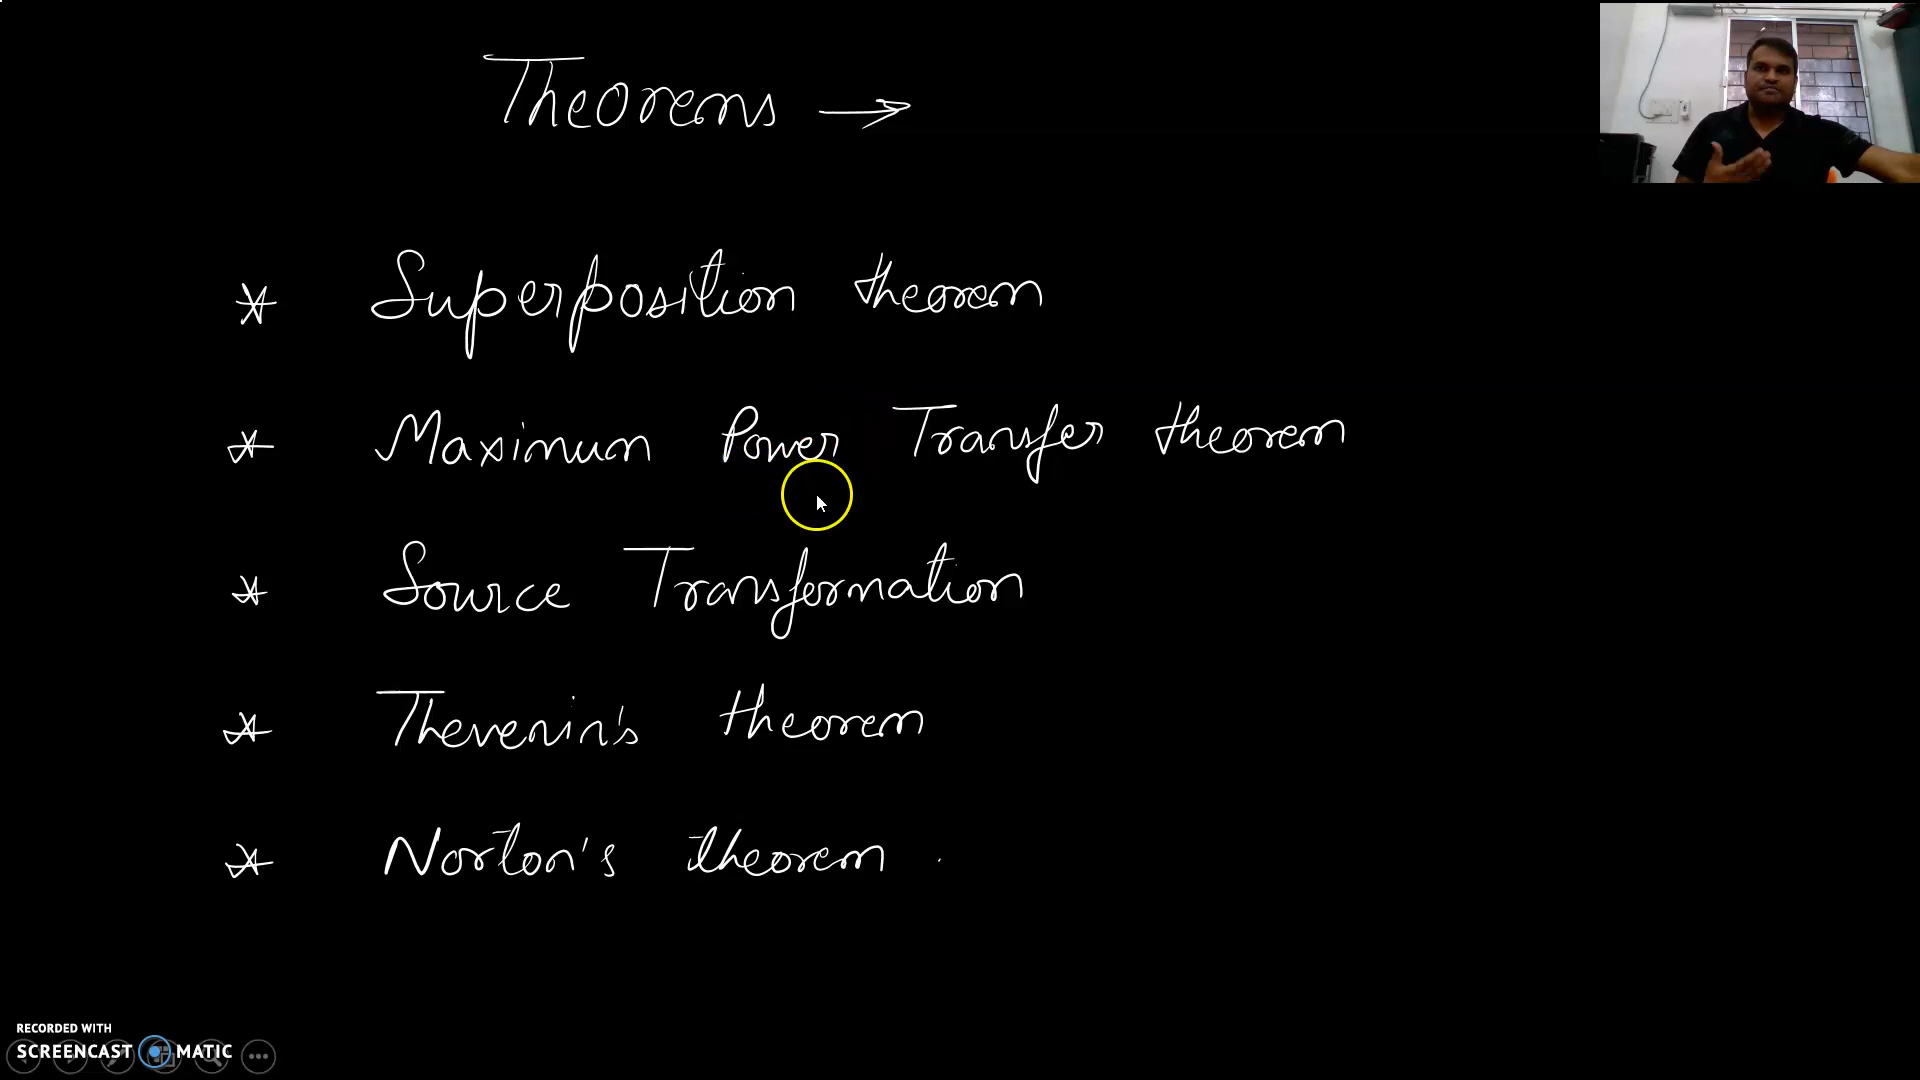 Theorems →
* Superposition theorem
* Maximum Power Transfer theorem
* Source Transformation
* Thevenin's theorem
* Norton's theorem .
RECORDED WITH
SCREENCAST MATIC